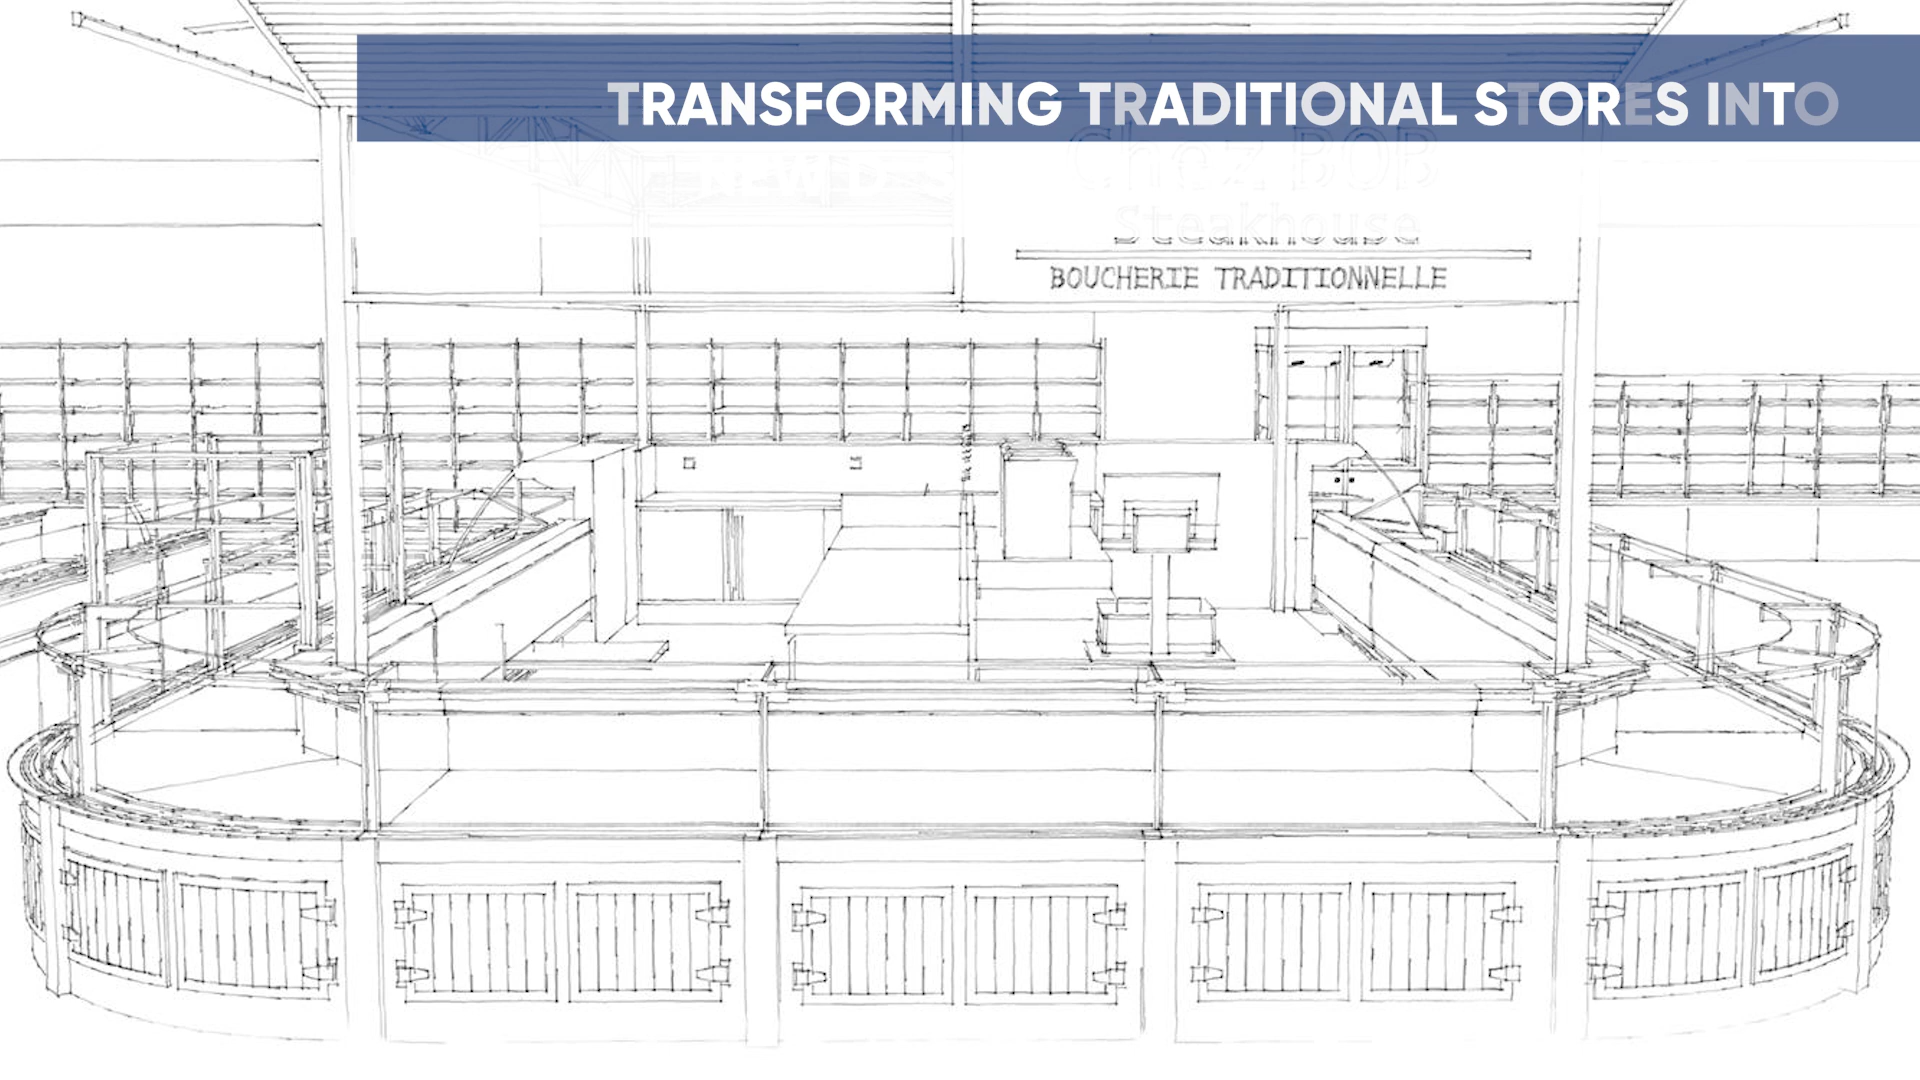 TRANSFORMING TRADITIONAL STORES INTO
Chez BOB
Steakhouse
BOUCHERIE TRADITIONNELLE